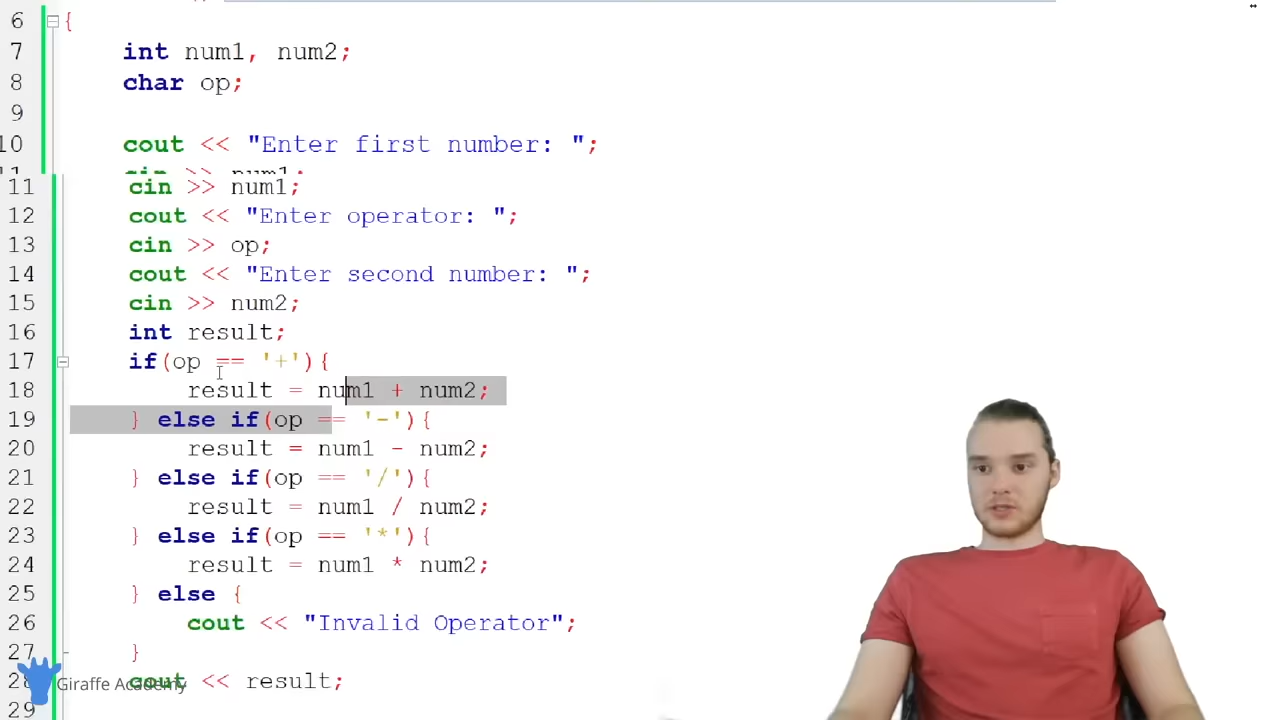 6 {
7 int num1, num2;
8 char op;
9
10 cout << "Enter first number: ";
11 cin >> num1;
11 cin >> num1;
12 cout << "Enter operator: ";
13 cin >> op;
14 cout << "Enter second number: ";
15 cin >> num2;
16 int result;
17 if(op == '+'){
18 result = num1 + num2;
19 } else if(op == '-'){
20 result = num1 - num2;
21 } else if(op == '/'){
22 result = num1 / num2;
23 } else if(op == '*'){
24 result = num1 * num2;
25 } else {
26 cout << "Invalid Operator";
27 }
28 cout << result;
Giraffe Academy
29